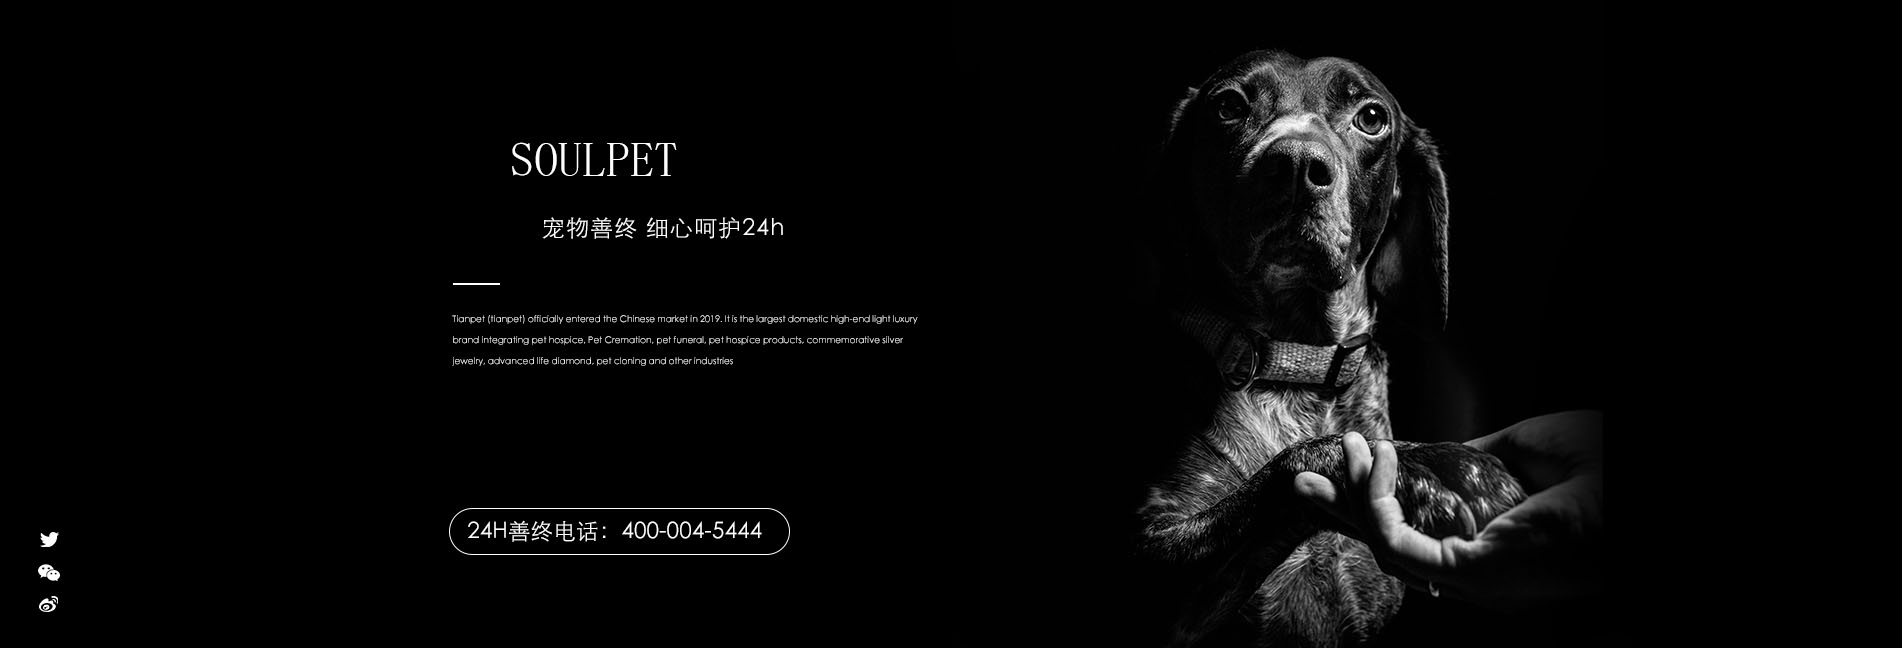 SOULPET
宠物善终 细心呵护24h
Tianpet (tianpet) officially entered the Chinese market in 2019. It is the largest domestic high-end light luxury
brand integrating pet hospice, Pet Cremation, pet funeral, pet hospice products, commemorative silver
jewelry, advanced life diamond, pet cloning and other industries
24H善终电话：400-004-5444